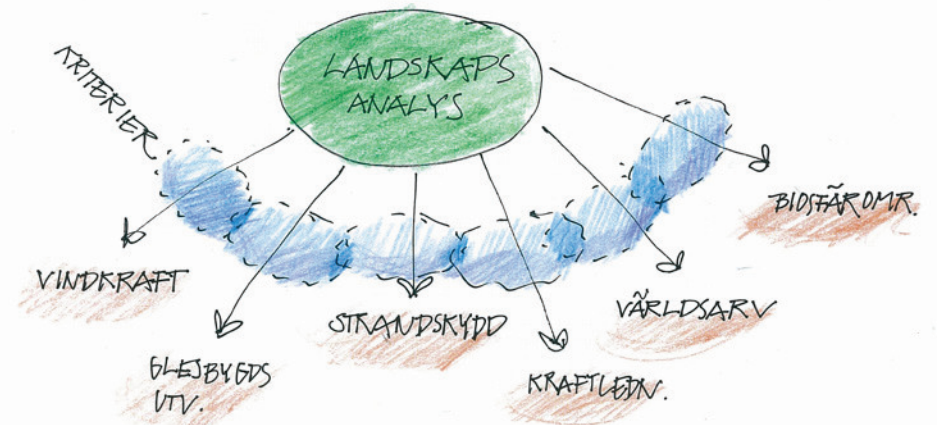 KRITERIER
LANDSKAPS
ANALYS
VINDKRAFT
GLESBYGDS
UTV.
STRANDSKYDD
KRAFTLEDN.
VÄRLDSARV
BIOSFÄROMR.